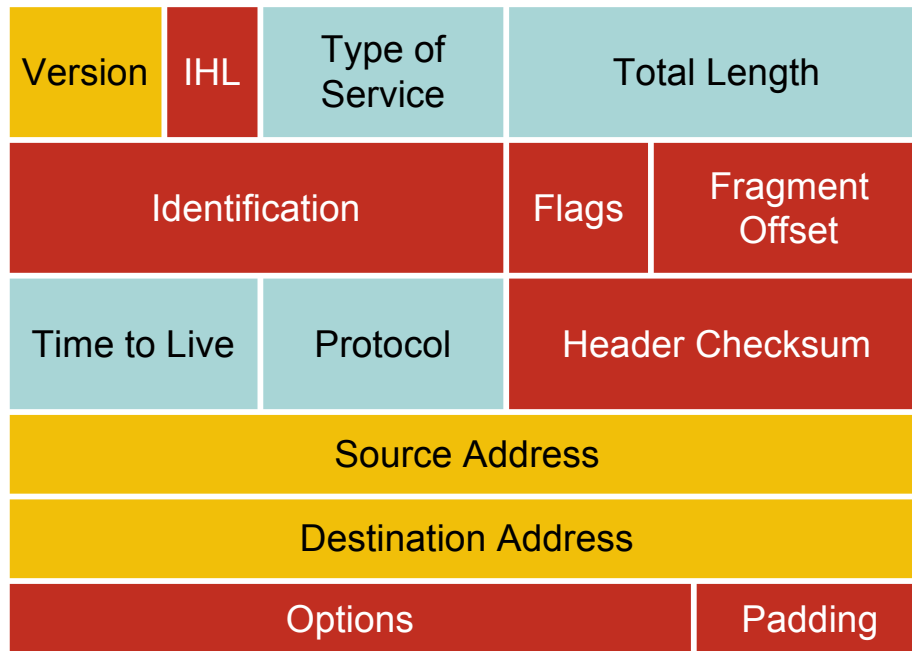 Version
IHL
Type of
Service
Total Length
Identification
Flags
Fragment
Offset
Time to Live
Protocol
Header Checksum
Source Address
Destination Address
Options
Padding